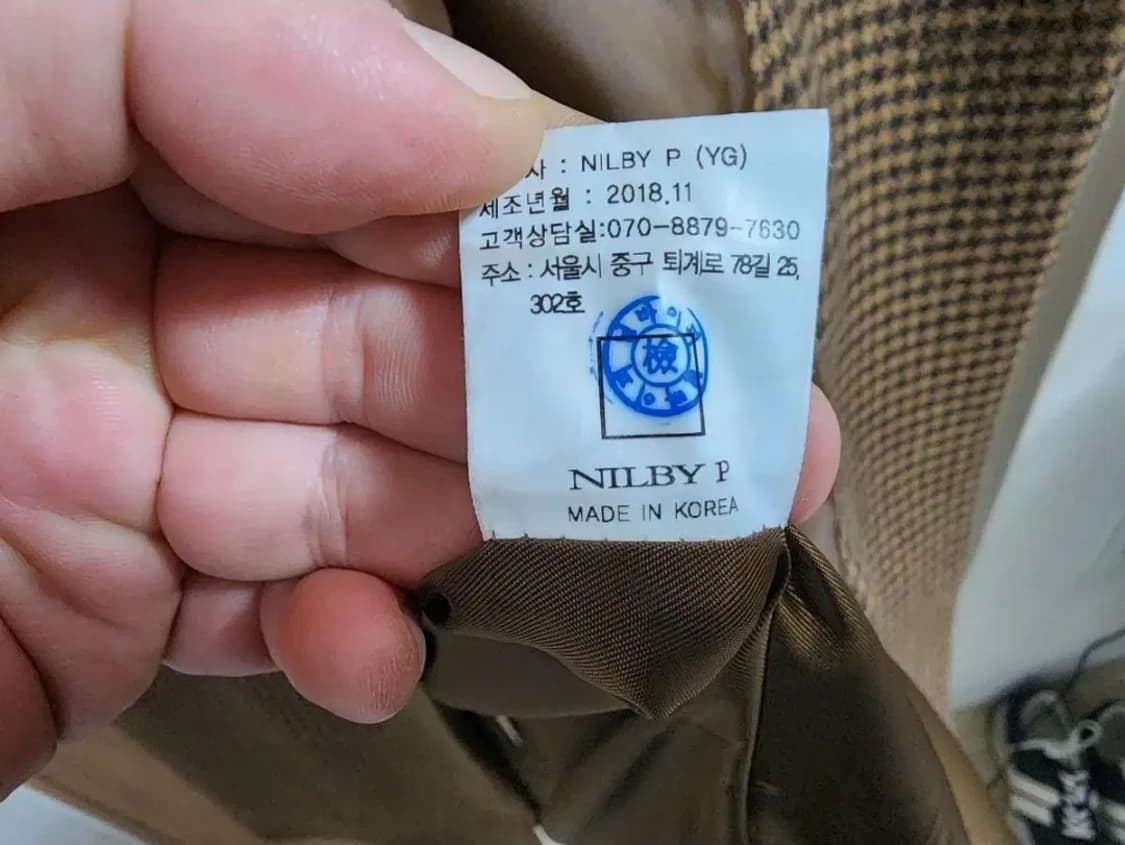 사 : NILBY P (YG)
제조년월 : 2018.11
고객상담실:070-8879-7630
주소 : 서울시 중구 퇴계로 78길 25,
302호
檢
NILBY P
MADE IN KOREA